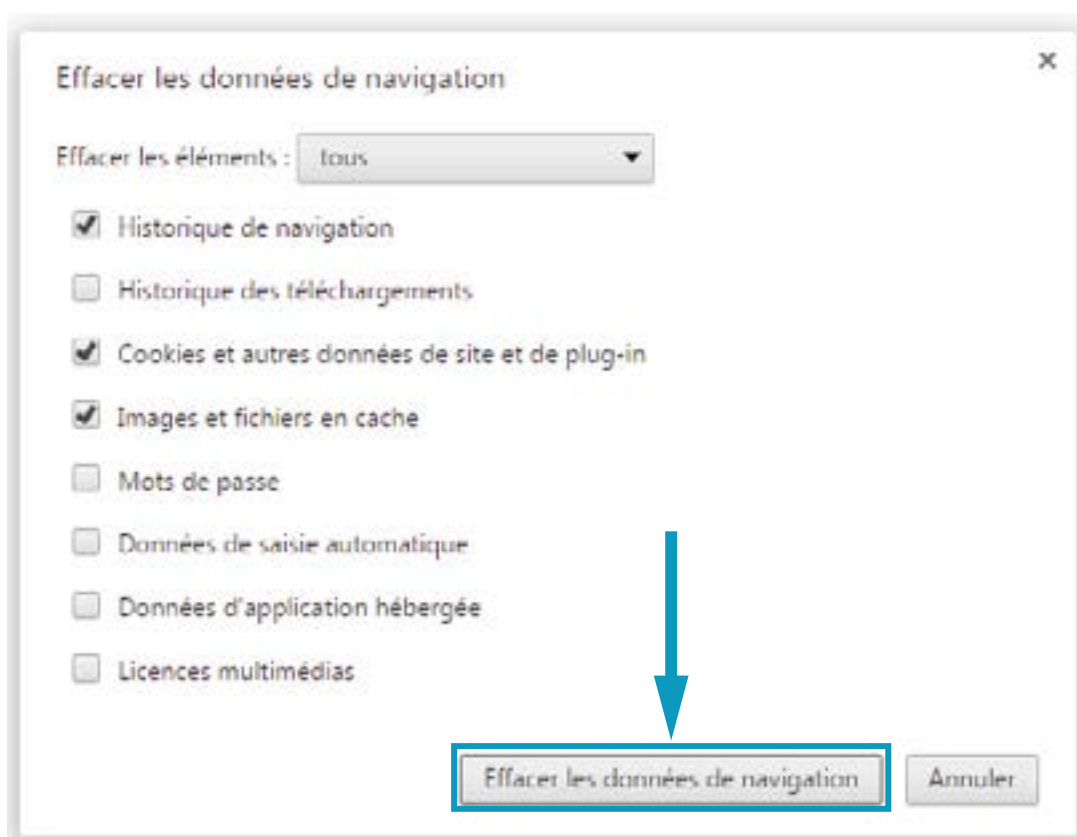 Effacer les données de navigation
×
Effacer les éléments : tous
Historique de navigation
Historique des téléchargements
Cookies et autres données de site et de plug-in
Images et fichiers en cache
Mots de passe
Données de saisie automatique
Données d'application hébergée
Licences multimédias
Effacer les données de navigation Annuler